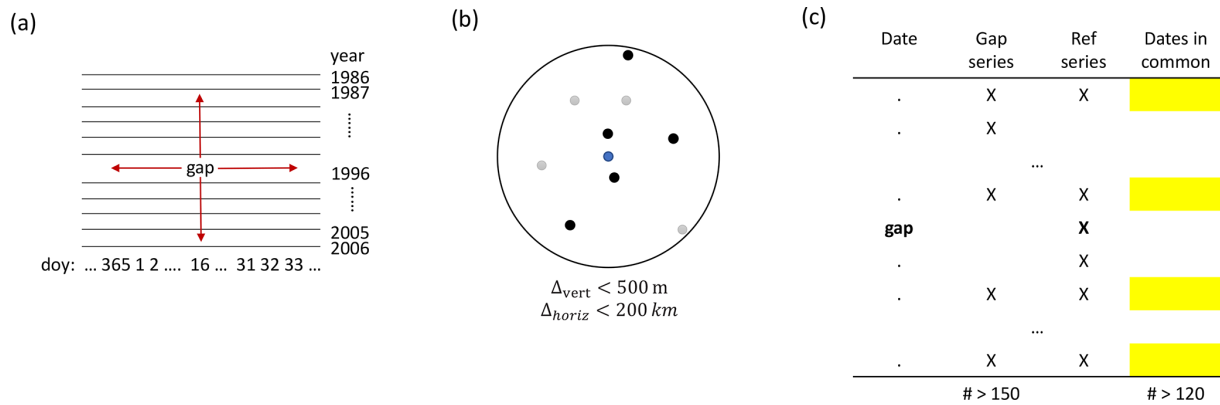 (a)
year
1986
1987
gap
1996
2005
2006
doy: ... 365 1 2 .... 16 ... 31 32 33 ...
(b)
Δvert < 500 m
Δhoriz < 200 km
(c)
Date Gap series Ref series Dates in common
. X X
. X
...
. X X
gap X
. X
. X X
...
. X X
# > 150 # > 120